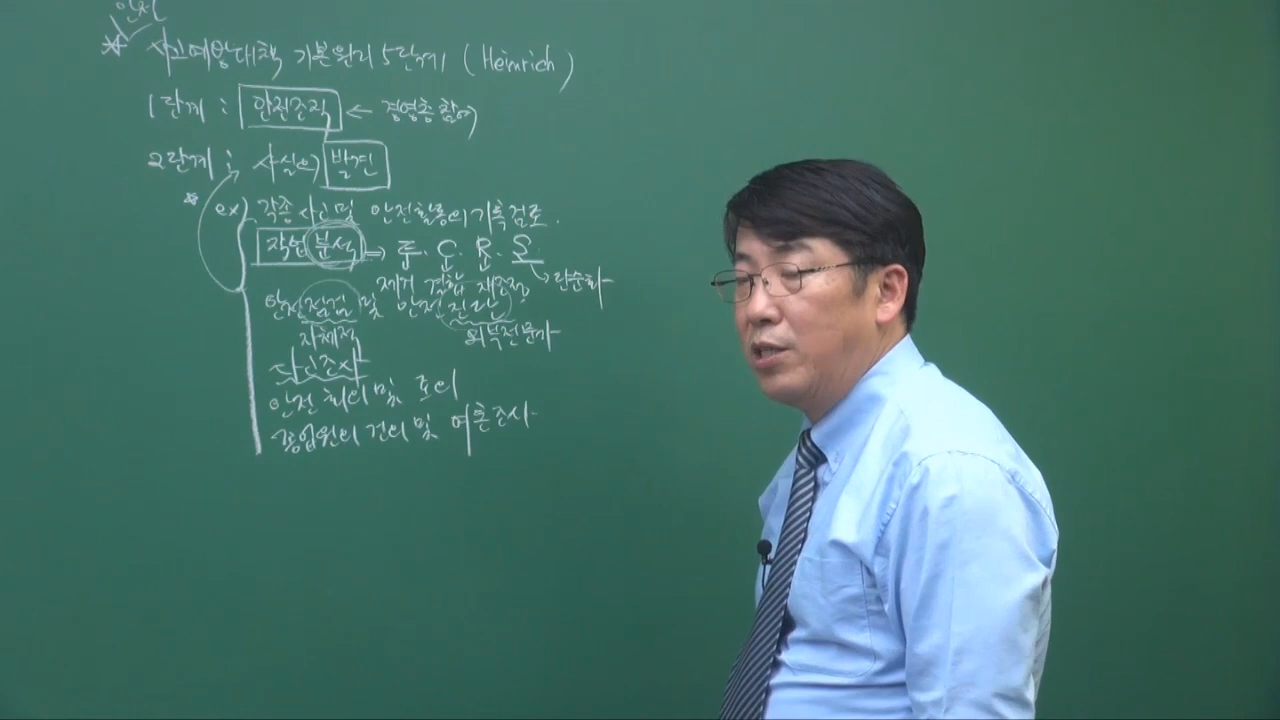 안전
* 사고예방대책 기본원리 5단계 (Heinrich)
1단계 : 안전조직 ← 경영층 참여
2단계 : 사실의 발견
* ex) 각종 사고 및 안전활동의 기록 검토.
작업 분석 ⇒ E. C. R. S.
제거 결합 재조정 → 단순화
안전점검 및 안전진단
자체적 외부전문가
사고조사
안전 회의 및 토의
종업원의 건의 및 여론조사